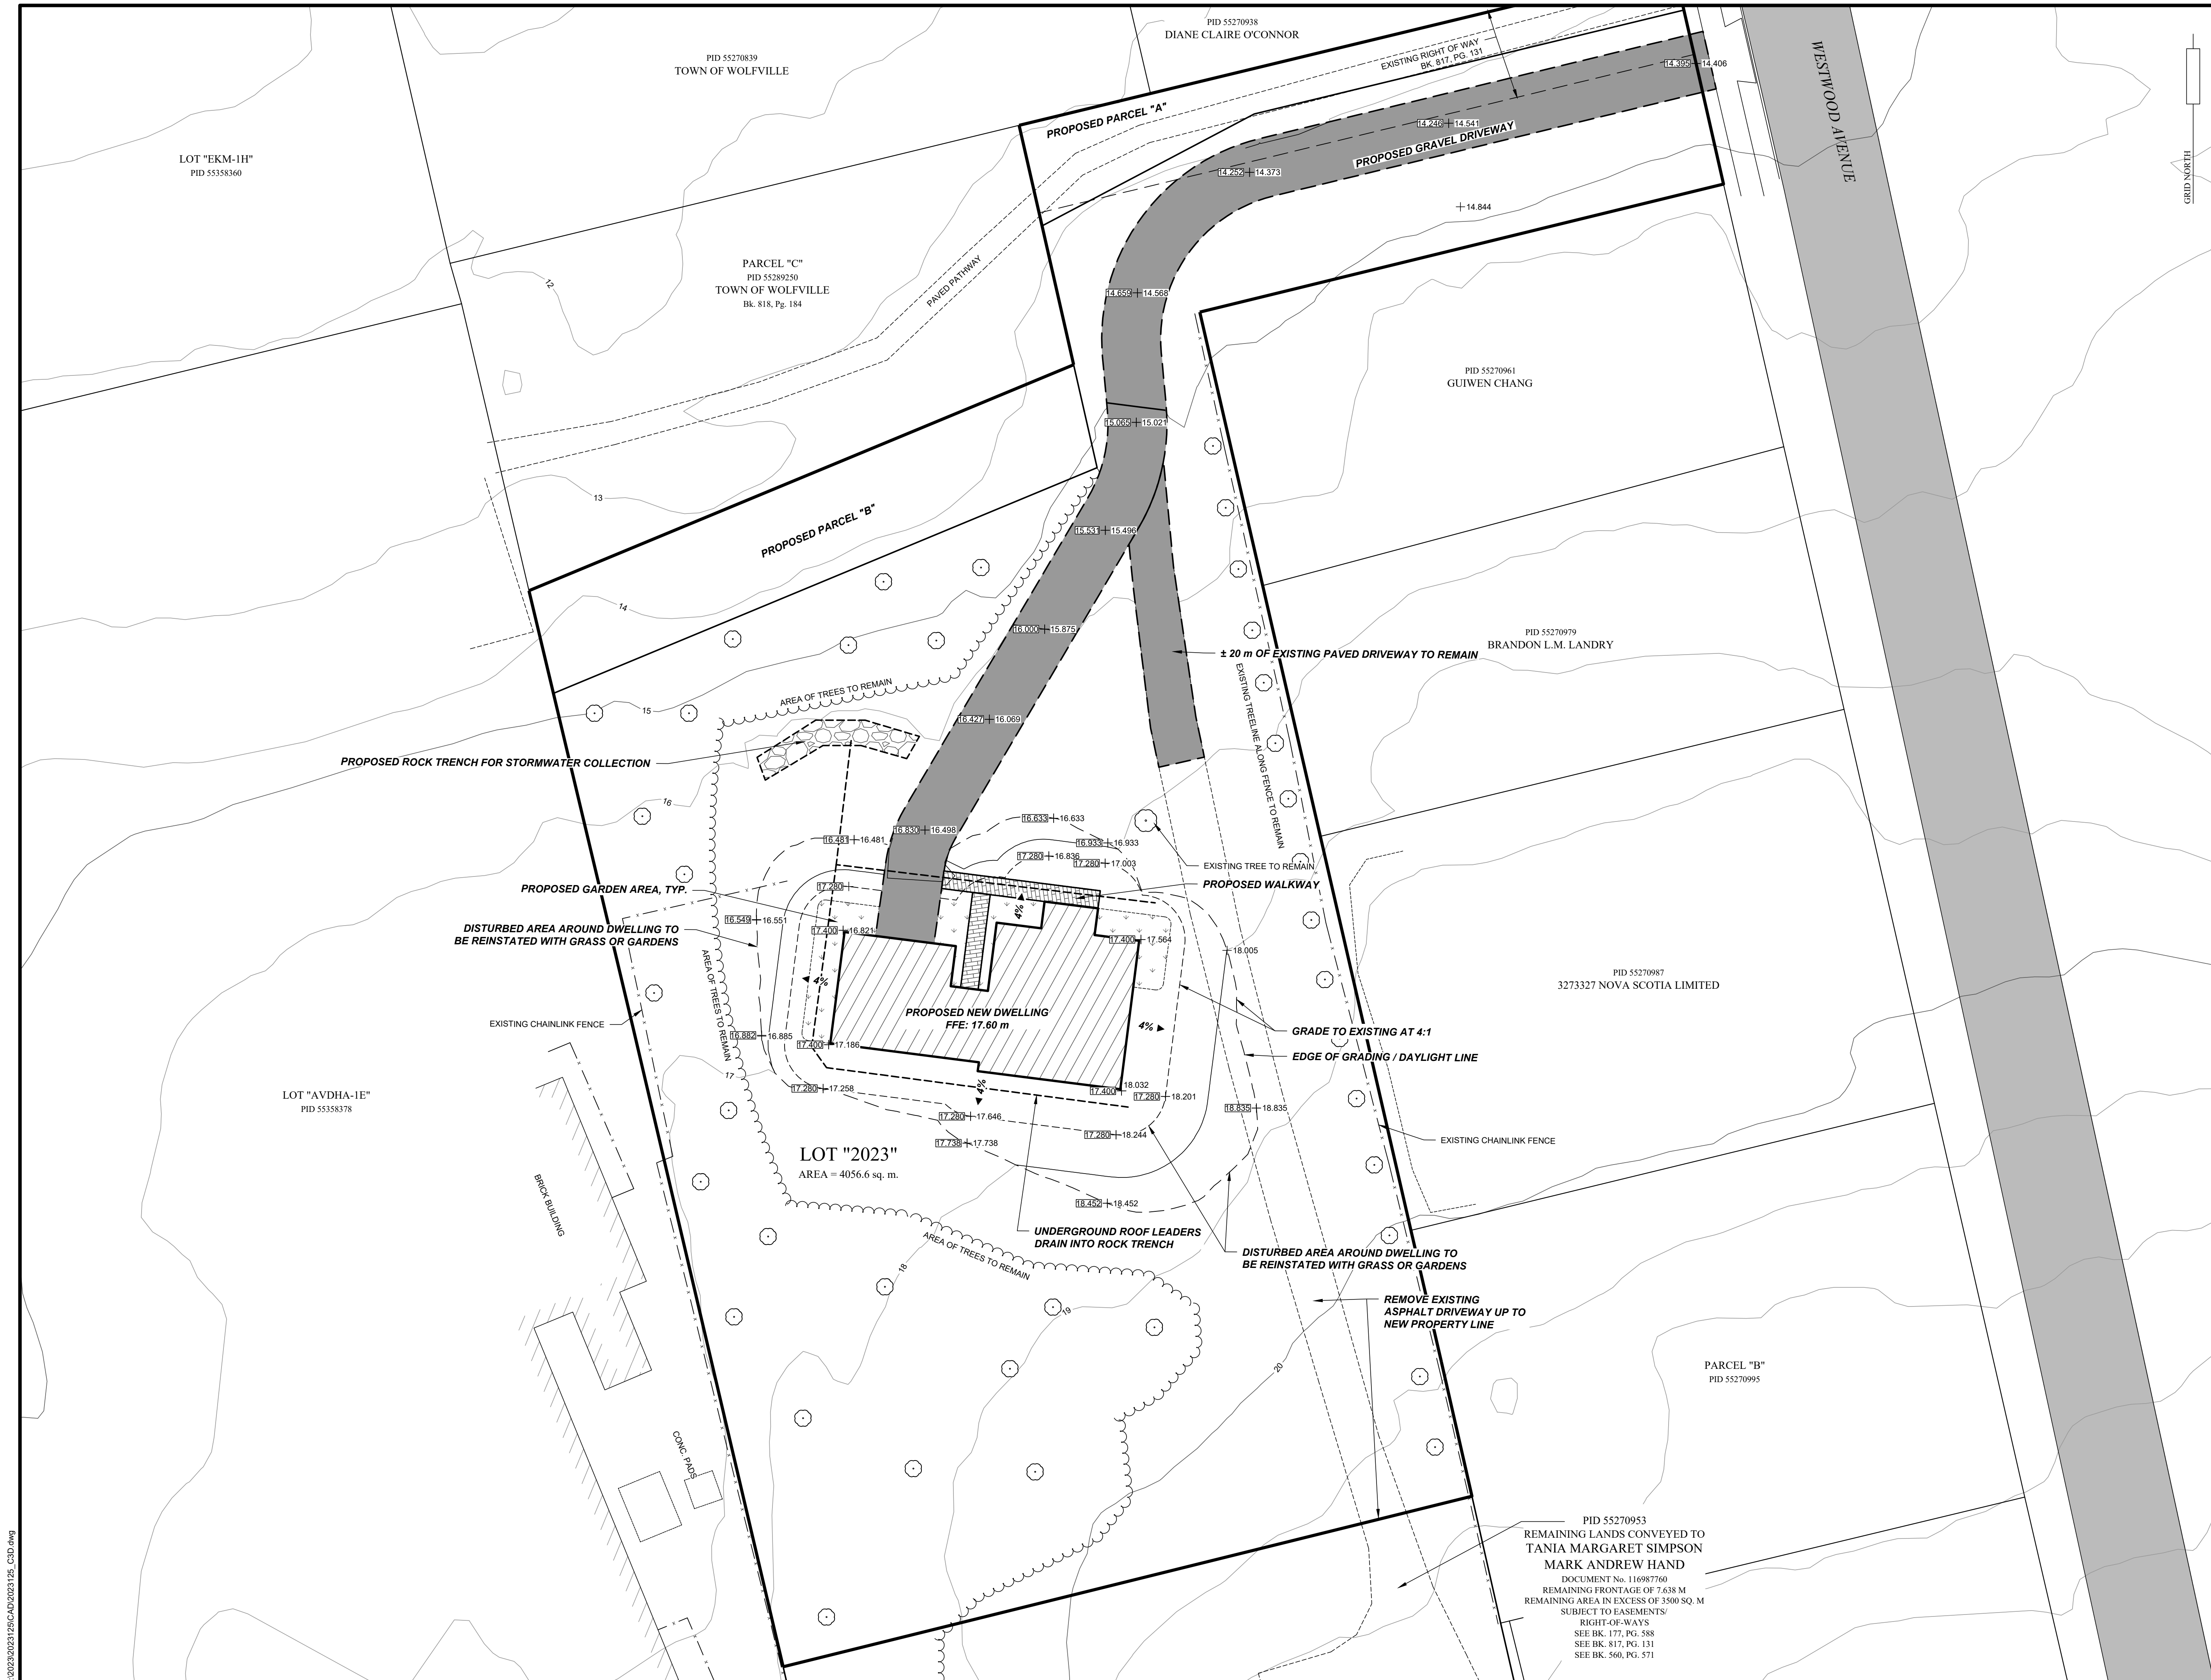 PID 55270938
DIANE CLAIRE O'CONNOR
PID 55270839
TOWN OF WOLFVILLE
EXISTING RIGHT OF WAY
BK. 817, PG. 131
WESTWOOD AVENUE
GRID NORTH
14.395 14.406
PROPOSED PARCEL "A"
14.246 14.541
PROPOSED GRAVEL DRIVEWAY
LOT "EKM-1H"
PID 55358360
14.252 14.373
14.844
PARCEL "C"
PID 55289250
TOWN OF WOLFVILLE
Bk. 818, Pg. 184
PAVED PATHWAY
12
14.659 14.568
PID 55270961
GUIWEN CHANG
15.065 15.021
13
PROPOSED PARCEL "B"
15.531 15.496
14
16.000 15.875
PID 55270979
BRANDON L.M. LANDRY
± 20 m OF EXISTING PAVED DRIVEWAY TO REMAIN
EXISTING TREELINE ALONG FENCE TO REMAIN
AREA OF TREES TO REMAIN
15
16.427 16.069
PROPOSED ROCK TRENCH FOR STORMWATER COLLECTION
16
16.830 16.498
16.633 16.633
16.481 16.481
16.933 16.933
17.280 16.836
17.280 17.003
EXISTING TREE TO REMAIN
PROPOSED WALKWAY
PROPOSED GARDEN AREA, TYP.
17.280
4%
16.549 16.551
DISTURBED AREA AROUND DWELLING TO
BE REINSTATED WITH GRASS OR GARDENS
17.400 16.821
17.400 17.564
18.005
AREA OF TREES TO REMAIN
4%
PID 55270987
3273327 NOVA SCOTIA LIMITED
PROPOSED NEW DWELLING
FFE: 17.60 m
4%
EXISTING CHAINLINK FENCE
16.882 16.885
17.400 17.186
GRADE TO EXISTING AT 4:1
EDGE OF GRADING / DAYLIGHT LINE
17
17.280 17.258
4%
17.400 18.032
17.280 18.201
LOT "AVDHA-1E"
PID 55358378
17.280 17.646
18.835 18.835
17.280 18.244
17.738 17.738
EXISTING CHAINLINK FENCE
LOT "2023"
AREA = 4056.6 sq. m.
BRICK BUILDING
18.452 18.452
UNDERGROUND ROOF LEADERS
DRAIN INTO ROCK TRENCH
AREA OF TREES TO REMAIN
DISTURBED AREA AROUND DWELLING TO
BE REINSTATED WITH GRASS OR GARDENS
18
19
REMOVE EXISTING
ASPHALT DRIVEWAY UP TO
NEW PROPERTY LINE
20
PARCEL "B"
PID 55270995
CONC. PADS
PID 55270953
REMAINING LANDS CONVEYED TO
TANIA MARGARET SIMPSON
MARK ANDREW HAND
DOCUMENT No. 116987760
REMAINING FRONTAGE OF 7.638 M
REMAINING AREA IN EXCESS OF 3500 SQ. M
SUBJECT TO EASEMENTS/
RIGHT-OF-WAYS
SEE BK. 177, PG. 588
SEE BK. 817, PG. 131
SEE BK. 560, PG. 571
:\2023\2023125\CAD\2023125_C3D.dwg